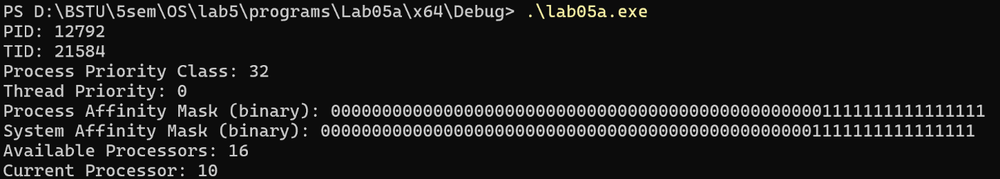 PS D:\BSTU\5sem\OS\lab5\programs\Lab05a\x64\Debug> .\lab05a.exe
PID: 12792
TID: 21584
Process Priority Class: 32
Thread Priority: 0
Process Affinity Mask (binary): 0000000000000000000000000000000000000000000000001111111111111111
System Affinity Mask (binary): 0000000000000000000000000000000000000000000000001111111111111111
Available Processors: 16
Current Processor: 10